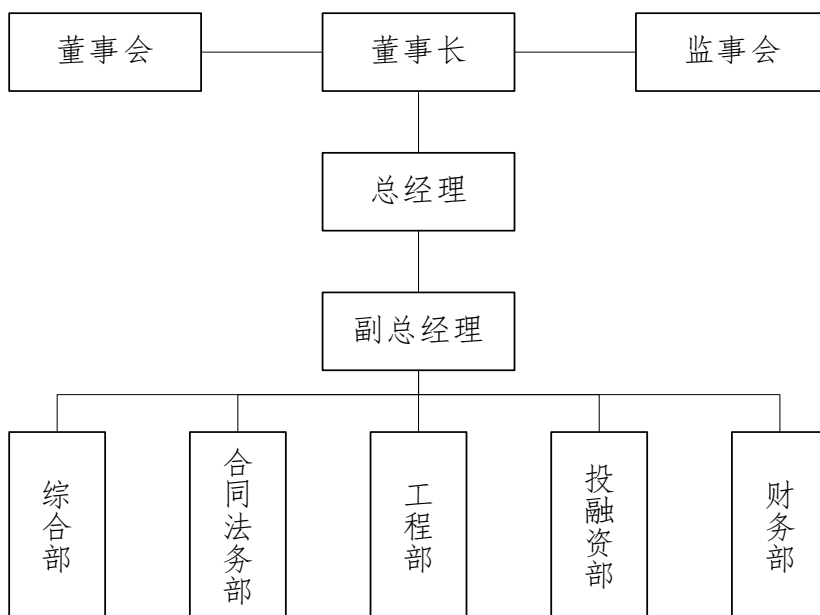 董事会
董事长
监事会
总经理
副总经理
综合部
合同法务部
工程部
投融资部
财务部